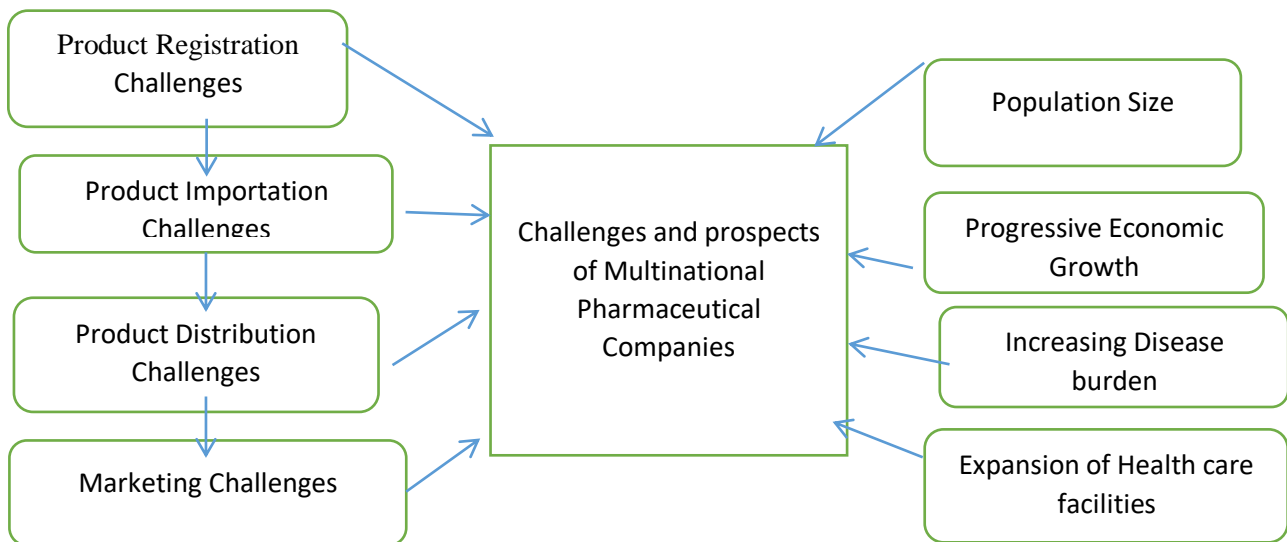 Product Registration
Challenges
Product Importation
Challenges
Product Distribution
Challenges
Marketing Challenges
Challenges and prospects
of Multinational
Pharmaceutical
Companies
Population Size
Progressive Economic
Growth
Increasing Disease
burden
Expansion of Health care
facilities